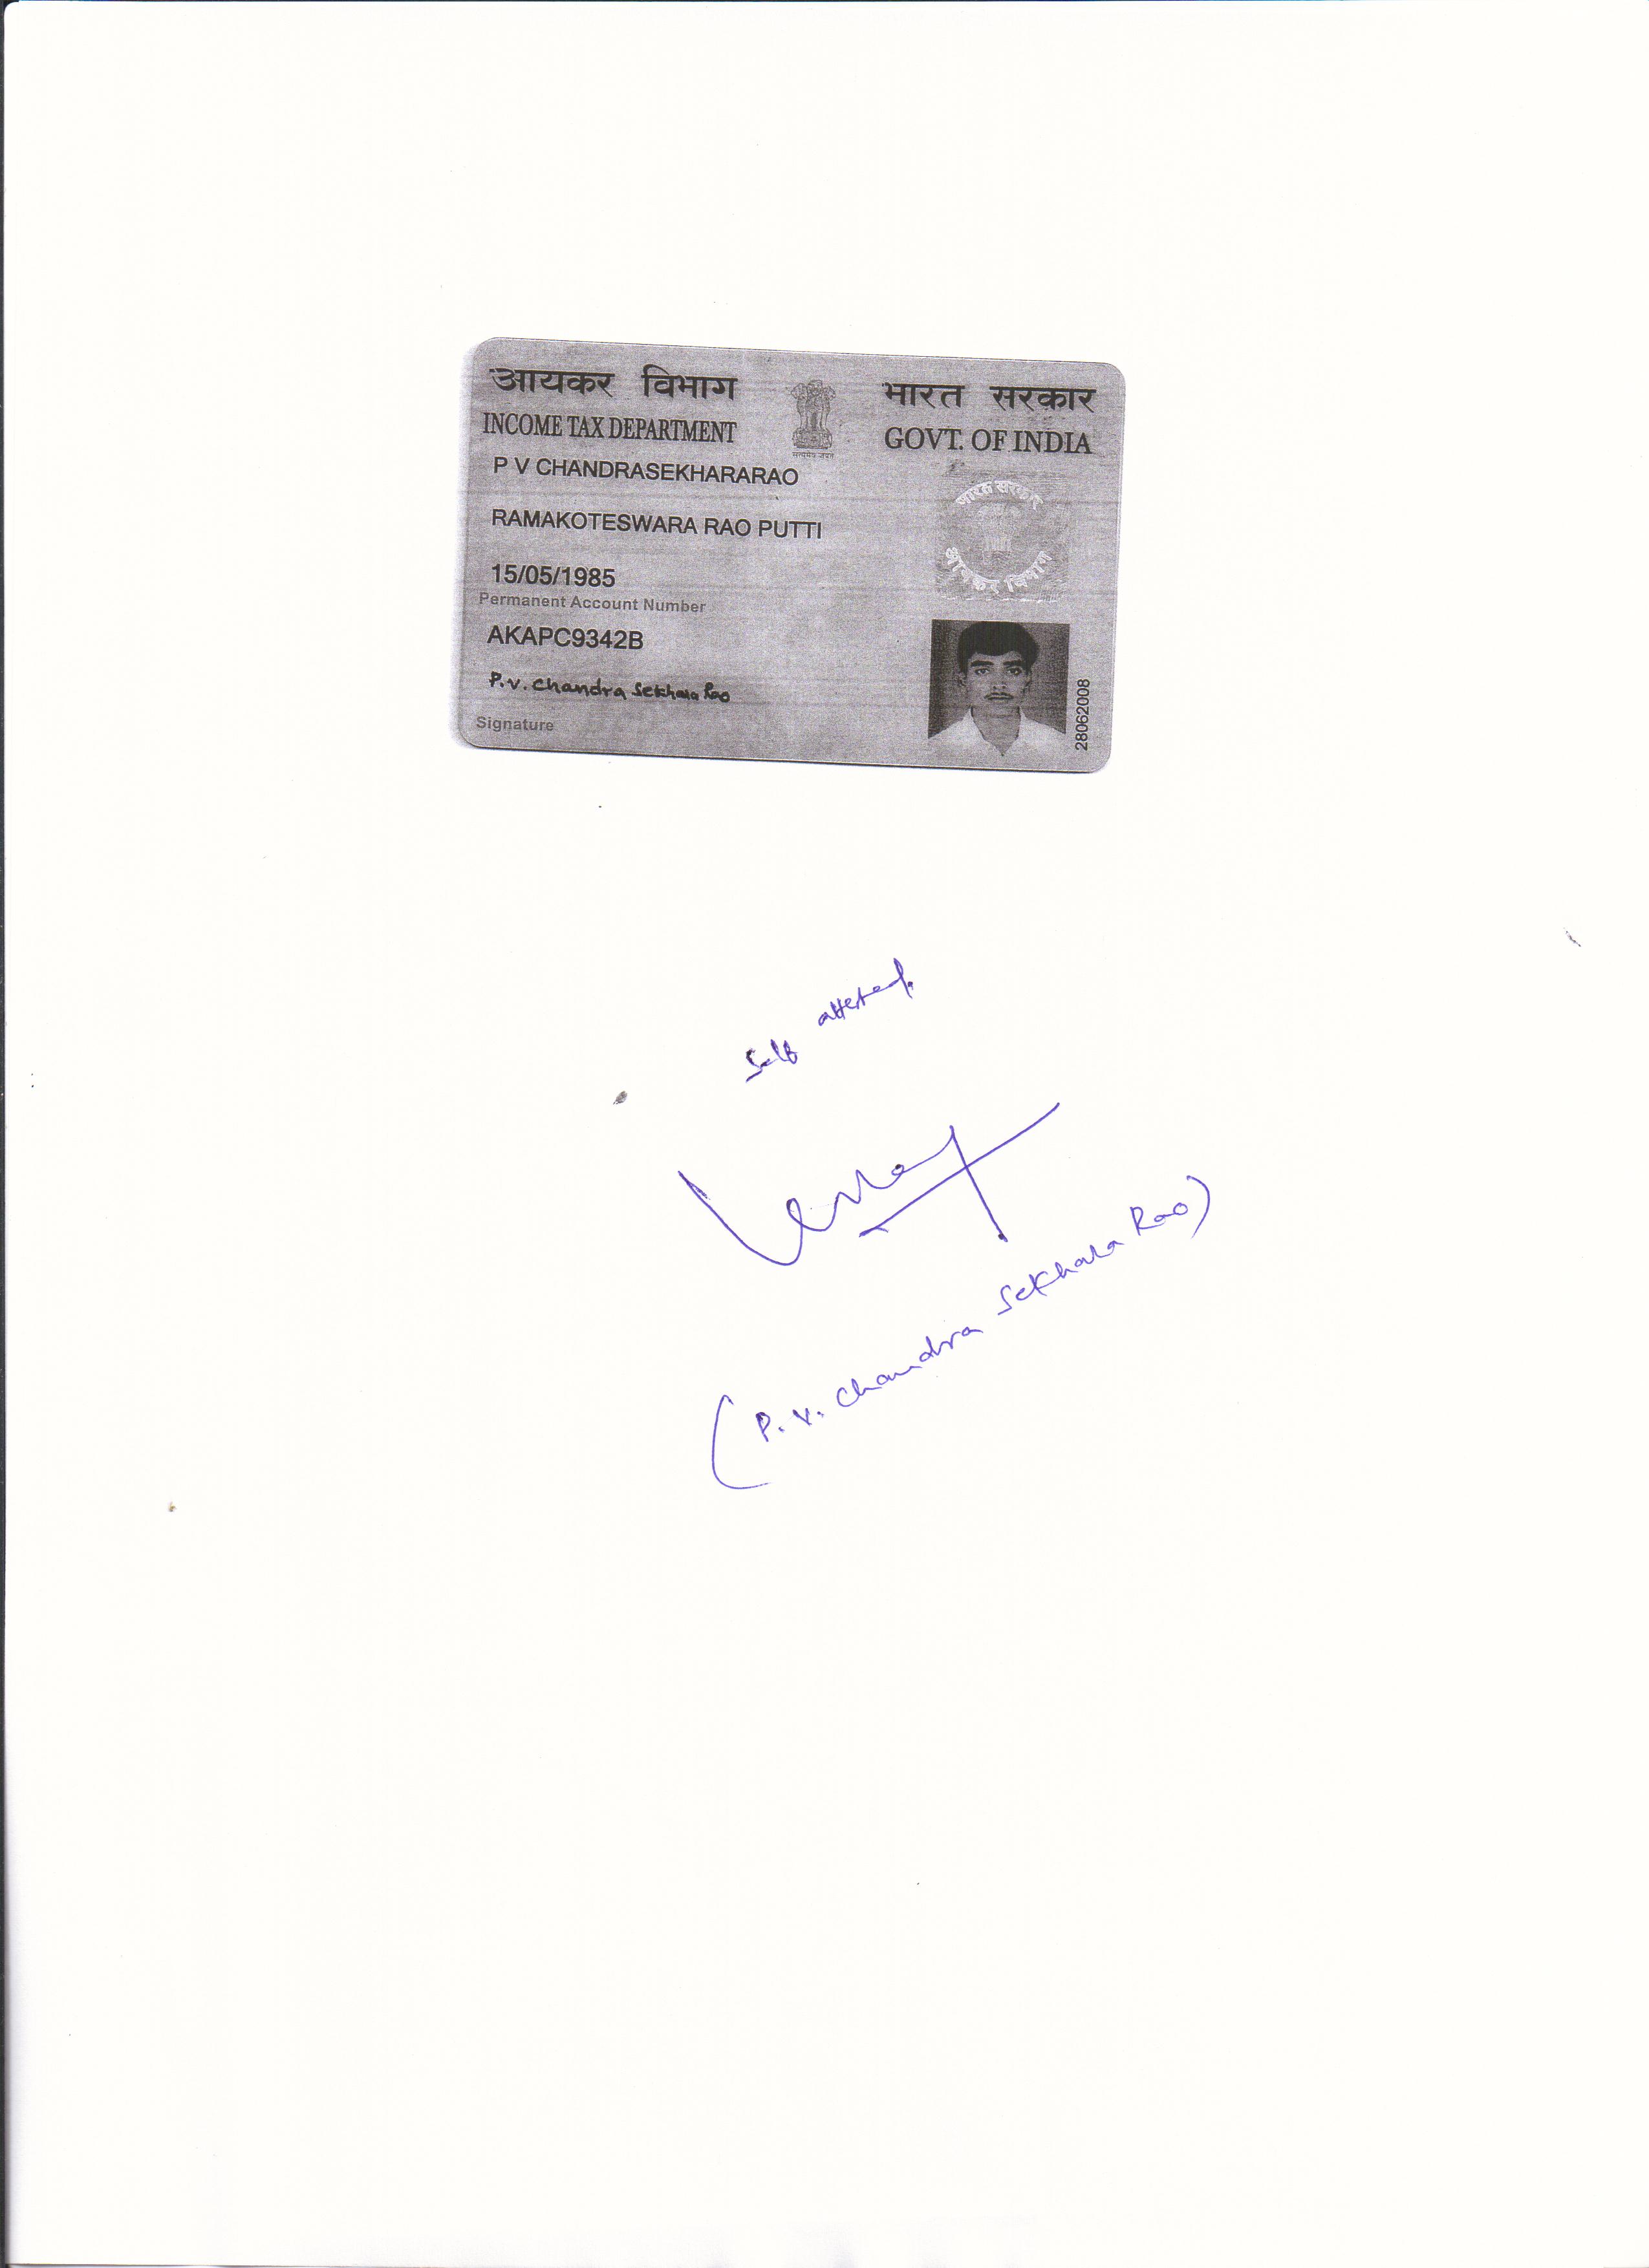 आयकर विभाग
भारत सरकार
INCOME TAX DEPARTMENT
GOVT. OF INDIA
सत्यमेव जयते
P V CHANDRASEKHARARAO
RAMAKOTESWARA RAO PUTTI
भारत सरकार
आयकर विभाग
15/05/1985
Permanent Account Number
AKAPC9342B
P.V. Chandra Sekhara Rao
Signature
28062008
Self attested.
(P. V. Chandra Sekhara Rao)